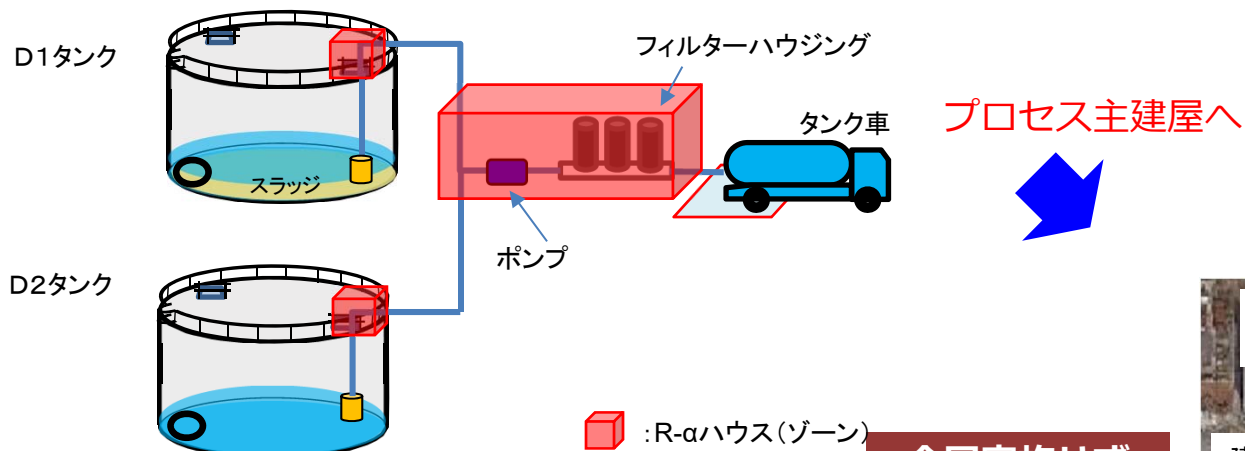 D1タンク
フィルターハウジング
タンク車
プロセス主建屋へ
スラッジ
ポンプ
D2タンク
:R-αハウス(ゾーン)